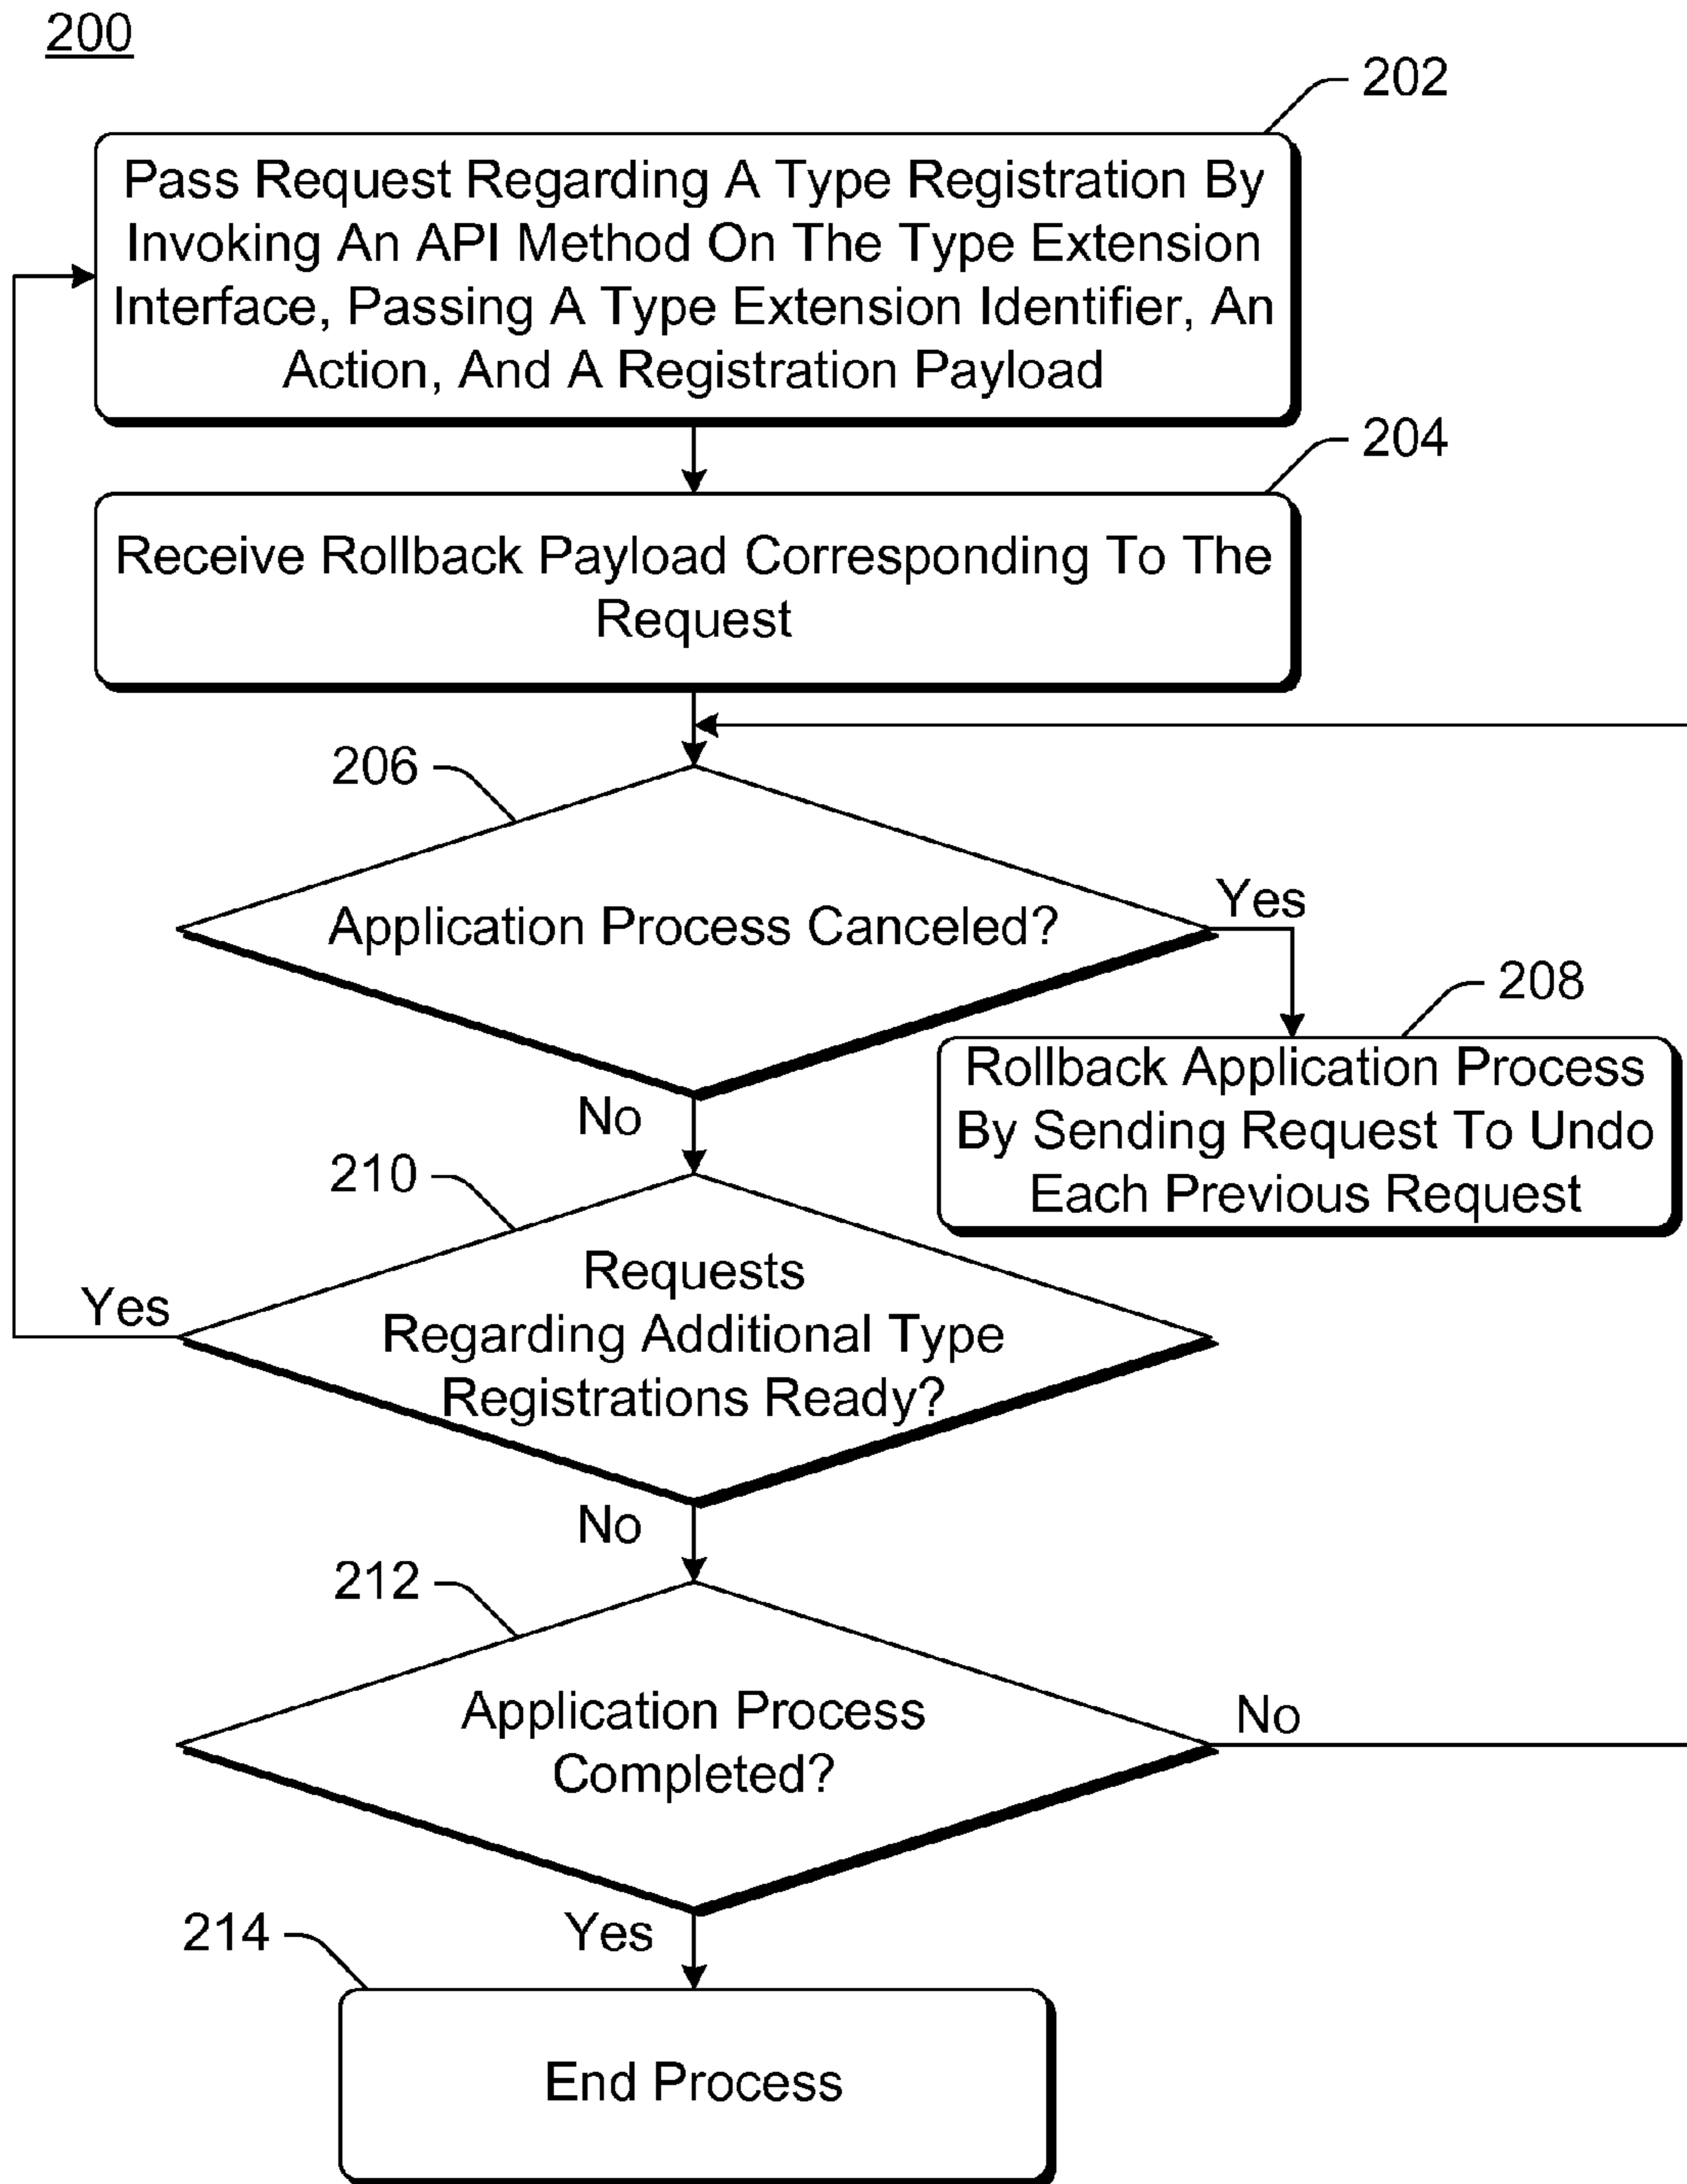 200
202
Pass Request Regarding A Type Registration By
Invoking An API Method On The Type Extension
Interface, Passing A Type Extension Identifier, An
Action, And A Registration Payload
204
Receive Rollback Payload Corresponding To The
Request
206
Application Process Canceled?
Yes
208
Rollback Application Process
By Sending Request To Undo
Each Previous Request
No
210
Requests
Regarding Additional Type
Registrations Ready?
Yes
No
212
Application Process
Completed?
No
Yes
214
End Process